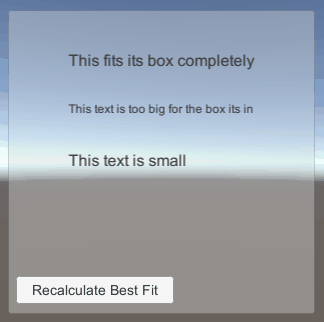 This fits its box completely
This text is too big for the box its in
This text is small
Recalculate Best Fit